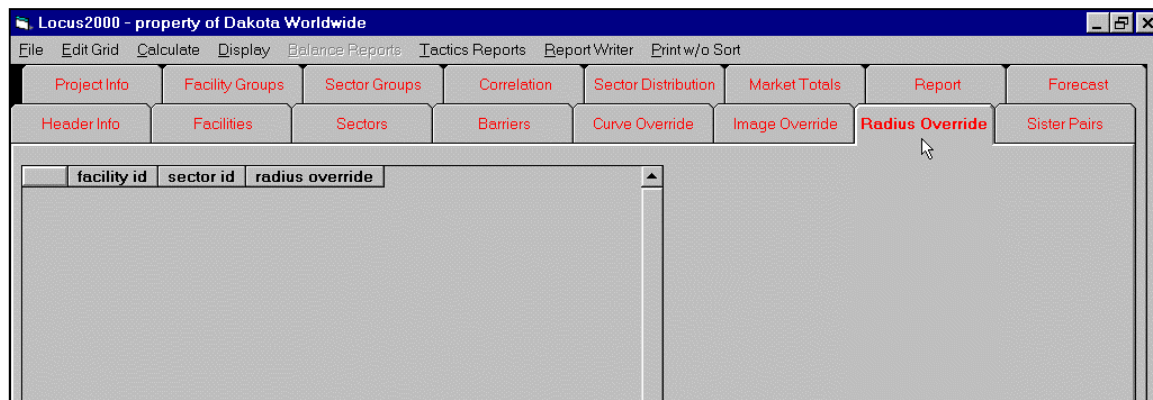 Locus2000 - property of Dakota Worldwide
File Edit Grid Calculate Display Balance Reports Tactics Reports Report Writer Print w/o Sort
Project Info Facility Groups Sector Groups Correlation Sector Distribution Market Totals Report Forecast
Header Info Facilities Sectors Barriers Curve Override Image Override Radius Override Sister Pairs
facility id sector id radius override